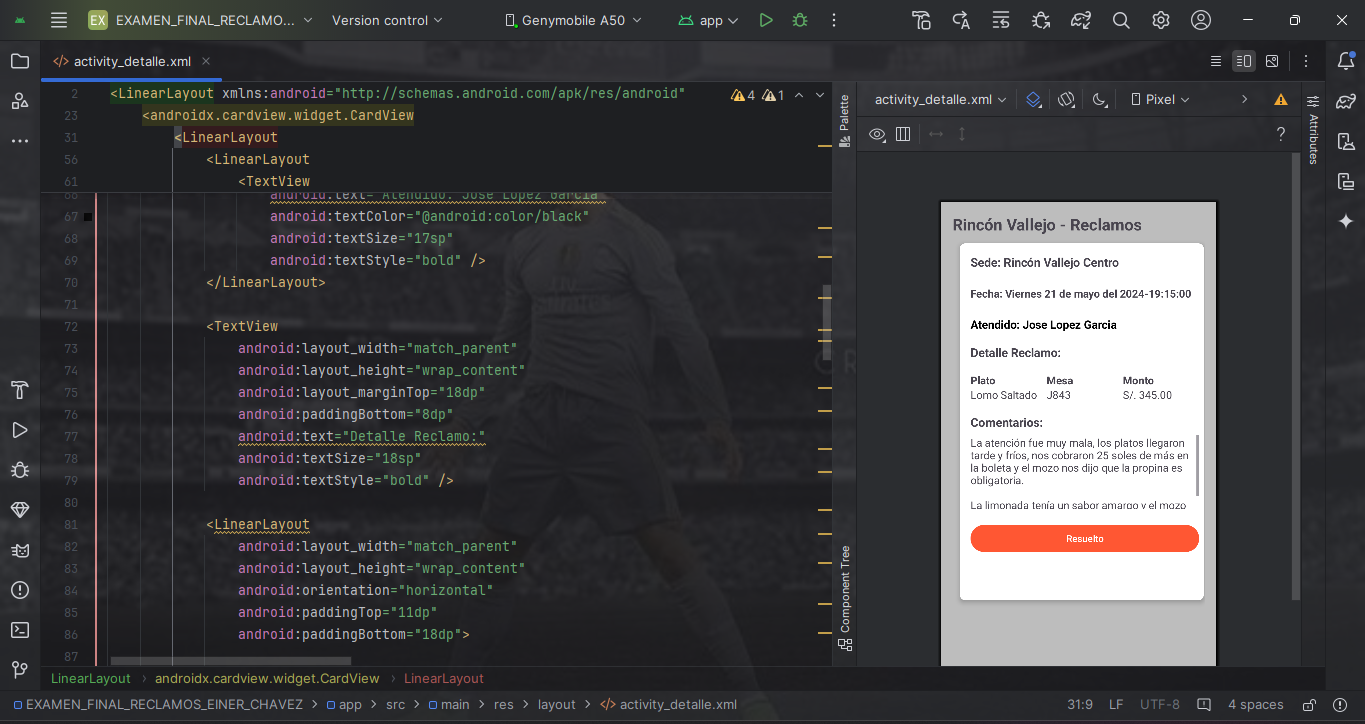 EX EXAMEN_FINAL_RECLAMO... Version control Genymobile A50 app
activity_detalle.xml
2 <LinearLayout xmlns:android="http://schemas.android.com/apk/res/android" 4 1
23 <androidx.cardview.widget.CardView
31 <LinearLayout
56 <LinearLayout
61 <TextView
66 android:text="Atendido: Jose Lopez Garcia"
67 android:textColor="@android:color/black"
68 android:textSize="17sp"
69 android:textStyle="bold" />
70 </LinearLayout>
71
72 <TextView
73 android:layout_width="match_parent"
74 android:layout_height="wrap_content"
75 android:layout_marginTop="18dp"
76 android:paddingBottom="8dp"
77 android:text="Detalle Reclamo:"
78 android:textSize="18sp"
79 android:textStyle="bold" />
80
81 <LinearLayout
82 android:layout_width="match_parent"
83 android:layout_height="wrap_content"
84 android:orientation="horizontal"
85 android:paddingTop="11dp"
86 android:paddingBottom="18dp">
87
Palette
Component Tree
activity_detalle.xml Pixel
?
Attributes
Rincón Vallejo - Reclamos
Sede: Rincón Vallejo Centro
Fecha: Viernes 21 de mayo del 2024-19:15:00
Atendido: Jose Lopez Garcia
Detalle Reclamo:
Plato Mesa Monto
Lomo Saltado J843 S/. 345.00
Comentarios:
La atención fue muy mala, los platos llegaron
tarde y fríos, nos cobraron 25 soles de más en
la boleta y el mozo nos dijo que la propina es
obligatoria.
La limonada tenía un sabor amargo y el mozo
Resuelto
LinearLayout > androidx.cardview.widget.CardView > LinearLayout
EXAMEN_FINAL_RECLAMOS_EINER_CHAVEZ > app > src > main > res > layout > activity_detalle.xml 31:9 LF UTF-8 4 spaces